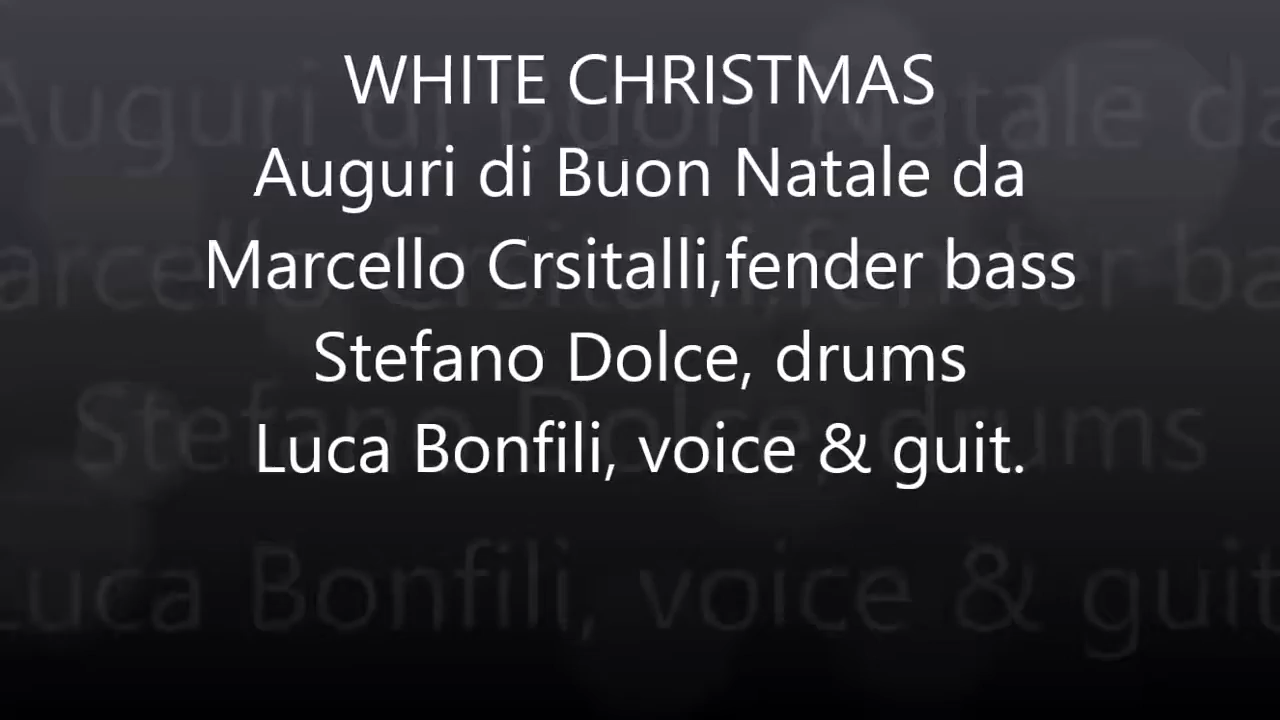 WHITE CHRISTMAS
Auguri di Buon Natale da
Marcello Crsitalli,fender bass
Stefano Dolce, drums
Luca Bonfili, voice & guit.